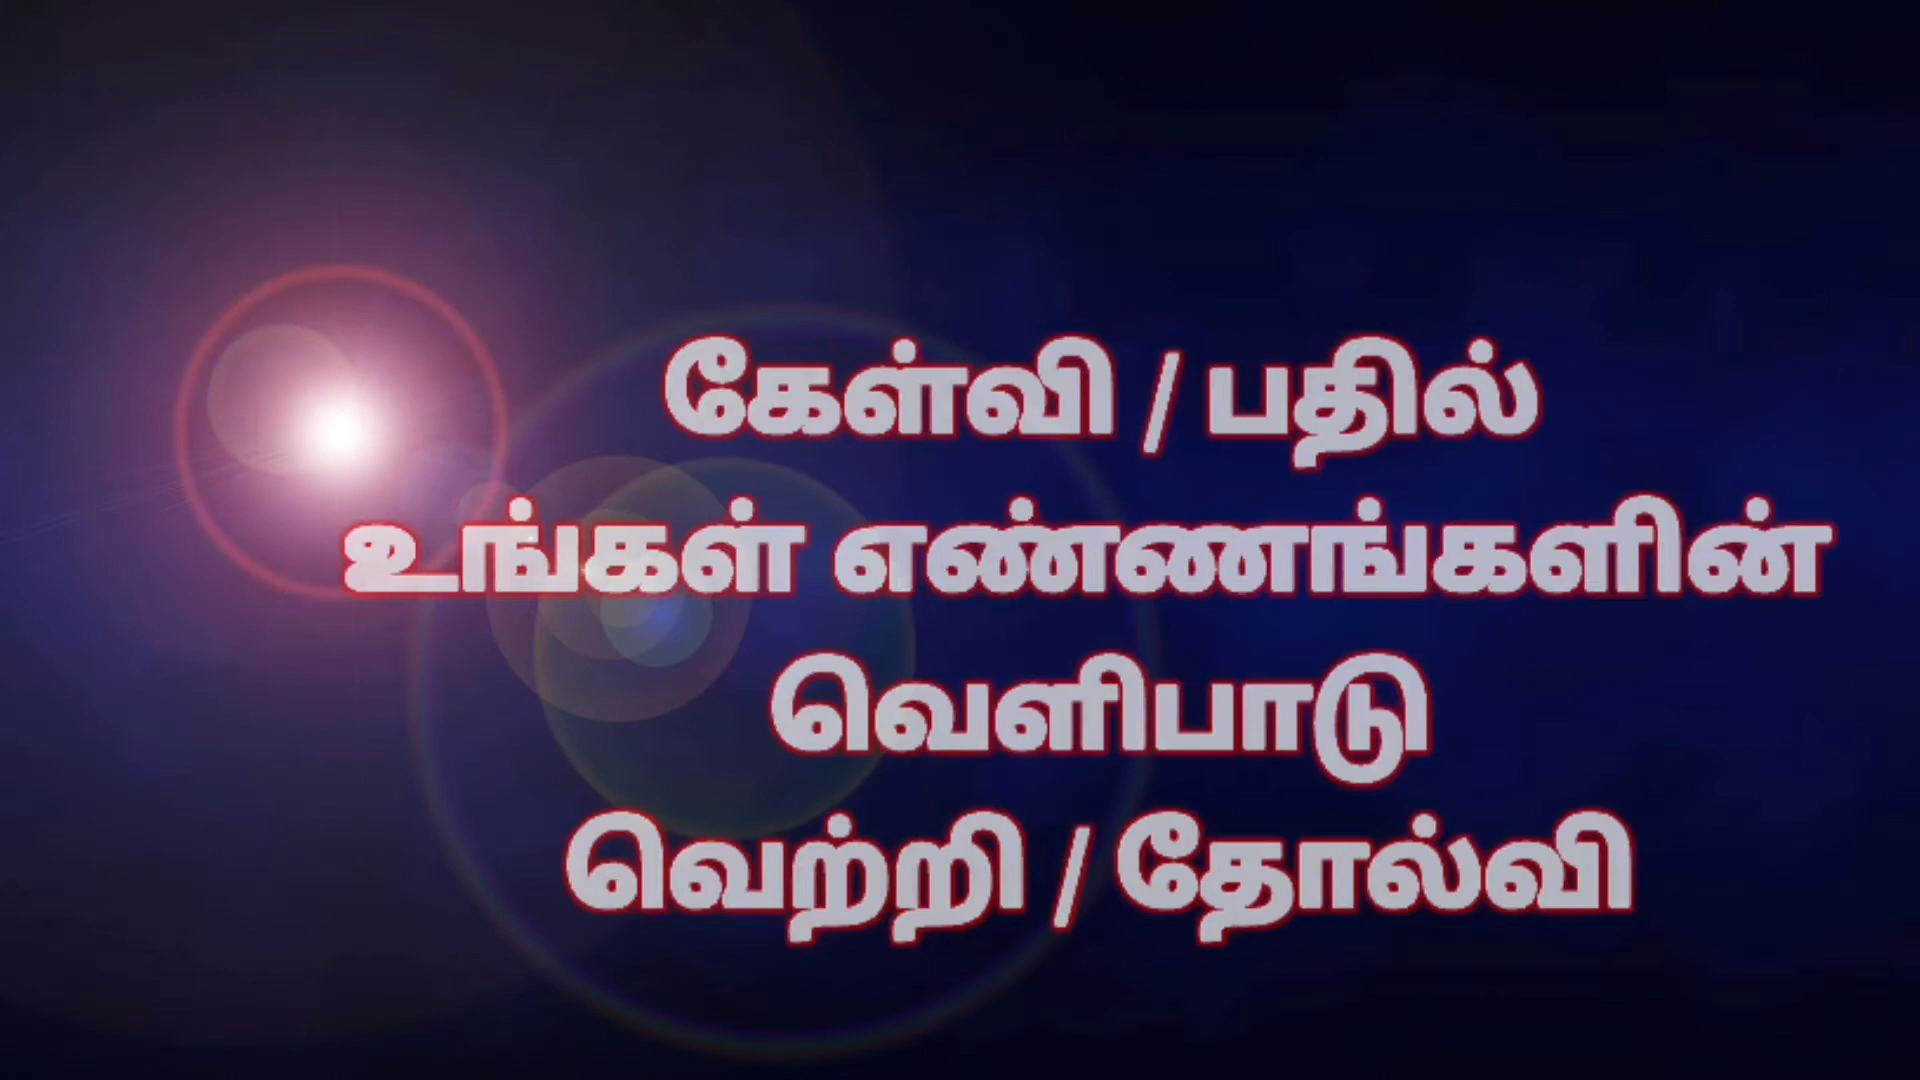 கேள்வி / பதில்
உங்கள் எண்ணங்களின்
வெளிபாடு
வெற்றி / தோல்வி